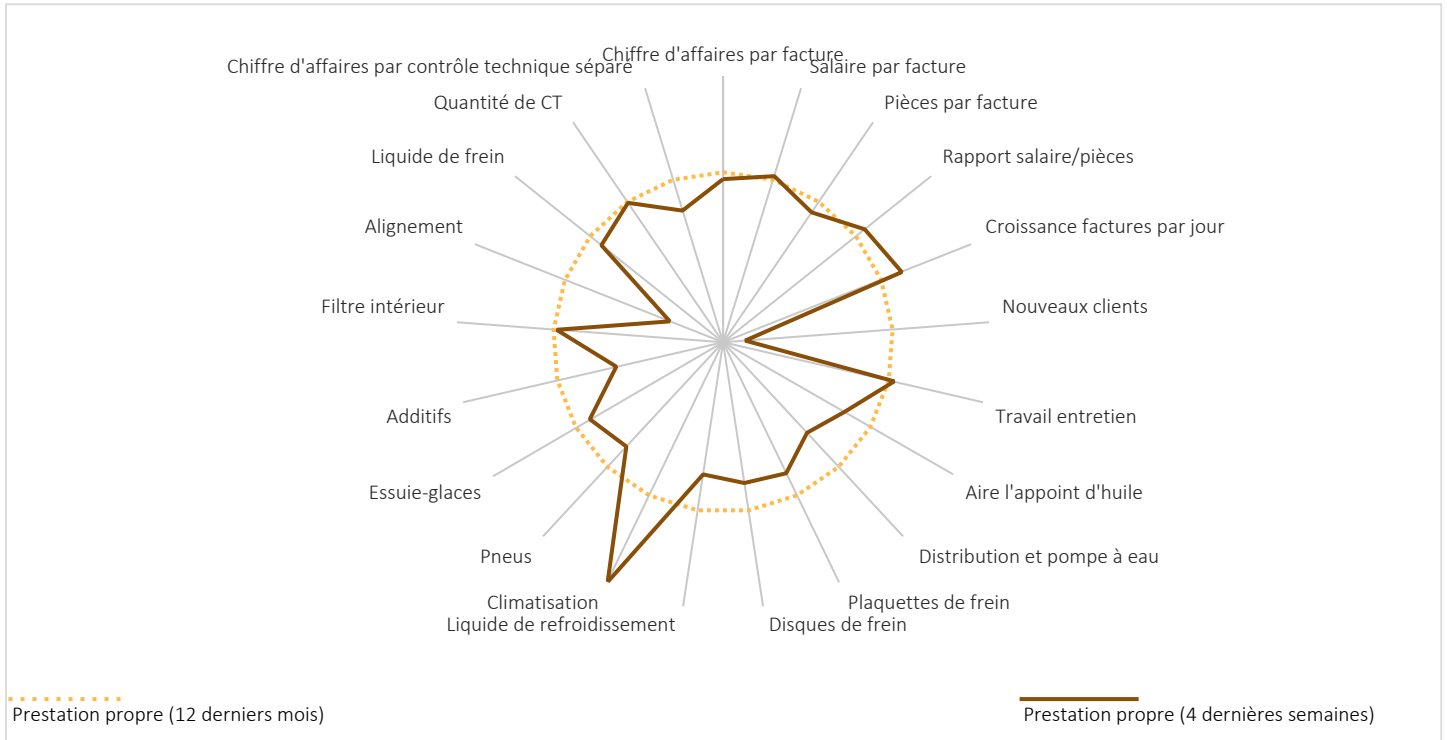 Chiffre d'affaires par facture
Chiffre d'affaires par contrôle technique séparé
Salaire par facture
Quantité de CT
Pièces par facture
Liquide de frein
Rapport salaire/pièces
Alignement
Croissance factures par jour
Filtre intérieur
Nouveaux clients
Additifs
Travail entretien
Essuie-glaces
Aire l'appoint d'huile
Pneus
Distribution et pompe à eau
Climatisation
Plaquettes de frein
Liquide de refroidissement
Disques de frein
Prestation propre (12 derniers mois)
Prestation propre (4 dernières semaines)